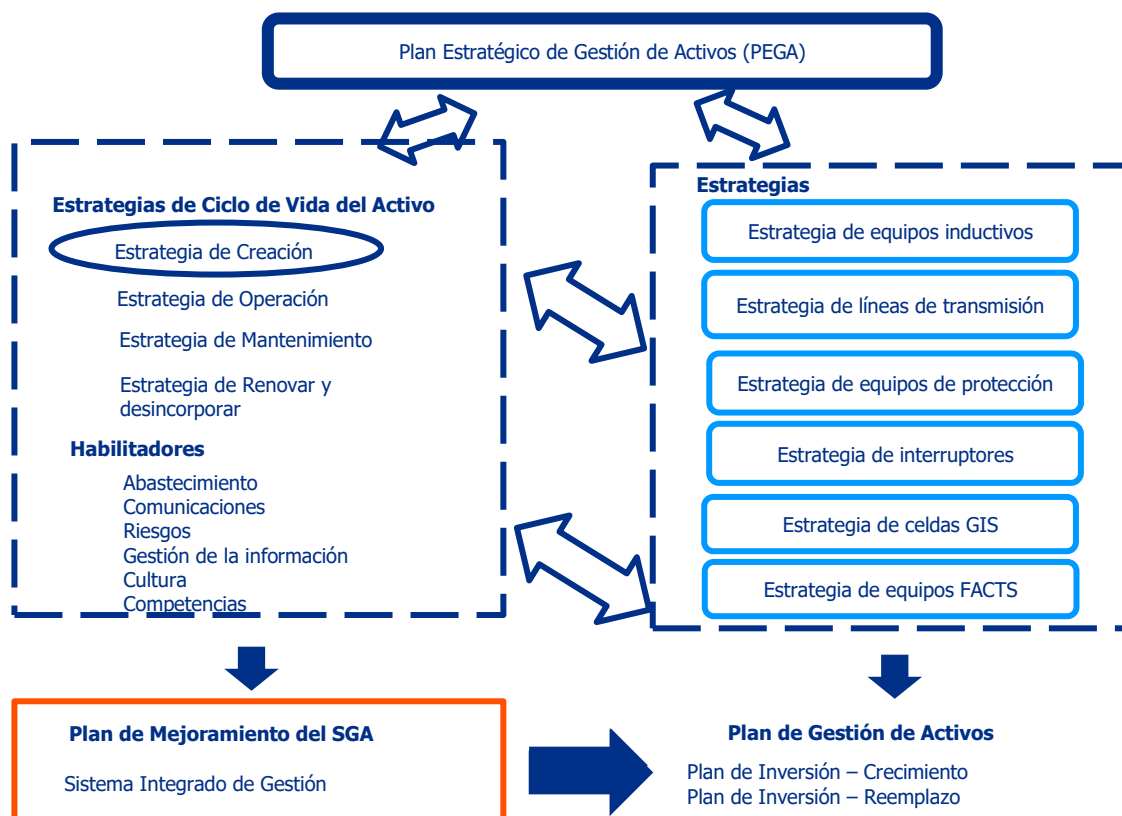 Plan Estratégico de Gestión de Activos (PEGA)
Estrategias de Ciclo de Vida del Activo
Estrategia de Creación
Estrategia de Operación
Estrategia de Mantenimiento
Estrategia de Renovar y
desincorporar
Habilitadores
Abastecimiento
Comunicaciones
Riesgos
Gestión de la información
Cultura
Competencias
Estrategias
Estrategia de equipos inductivos
Estrategia de líneas de transmisión
Estrategia de equipos de protección
Estrategia de interruptores
Estrategia de celdas GIS
Estrategia de equipos FACTS
Plan de Mejoramiento del SGA
Sistema Integrado de Gestión
Plan de Gestión de Activos
Plan de Inversión – Crecimiento
Plan de Inversión – Reemplazo